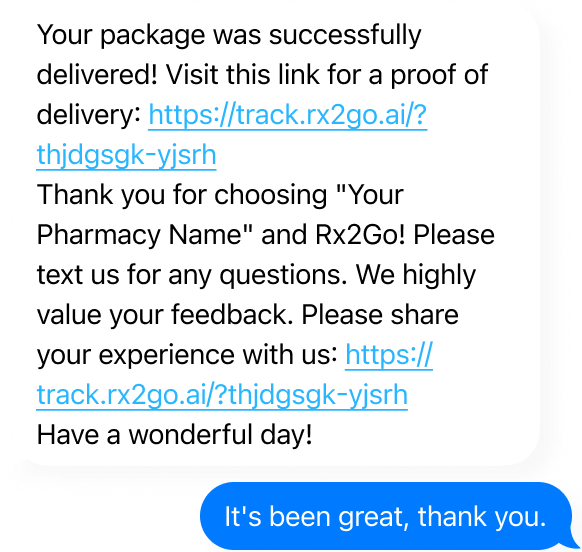 Your package was successfully
delivered! Visit this link for a proof of
delivery: https://track.rx2go.ai/?
thjdgsgk-yjsrh
Thank you for choosing "Your
Pharmacy Name" and Rx2Go! Please
text us for any questions. We highly
value your feedback. Please share
your experience with us: https://
track.rx2go.ai/?thjdgsgk-yjsrh
Have a wonderful day!
It's been great, thank you.